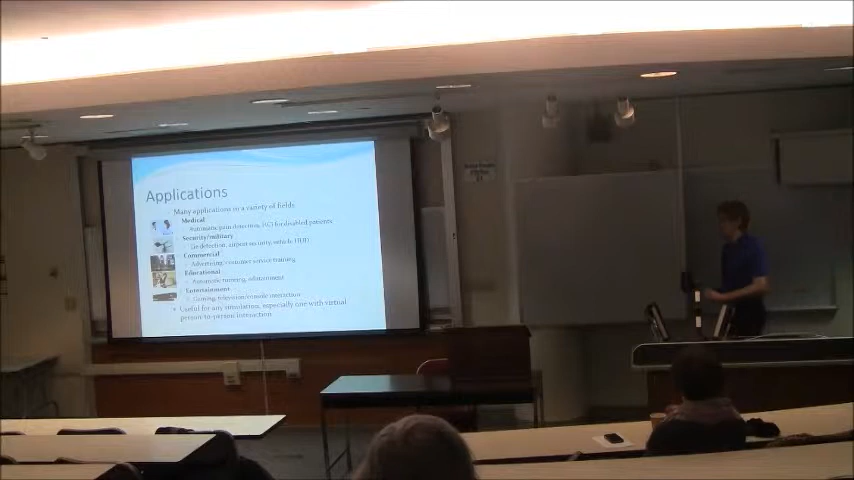 Applications
Many applications in a variety of fields
Medical
Automatic pain detection, HCI for disabled patients
Security/military
Lie detection, airport security, vehicle HUD
Commercial
Advertising, customer service training
Educational
Automatic tutoring, edutainment
Entertainment
Gaming, television/console interaction
Useful for any simulation, especially one with virtual
person-to-person interaction